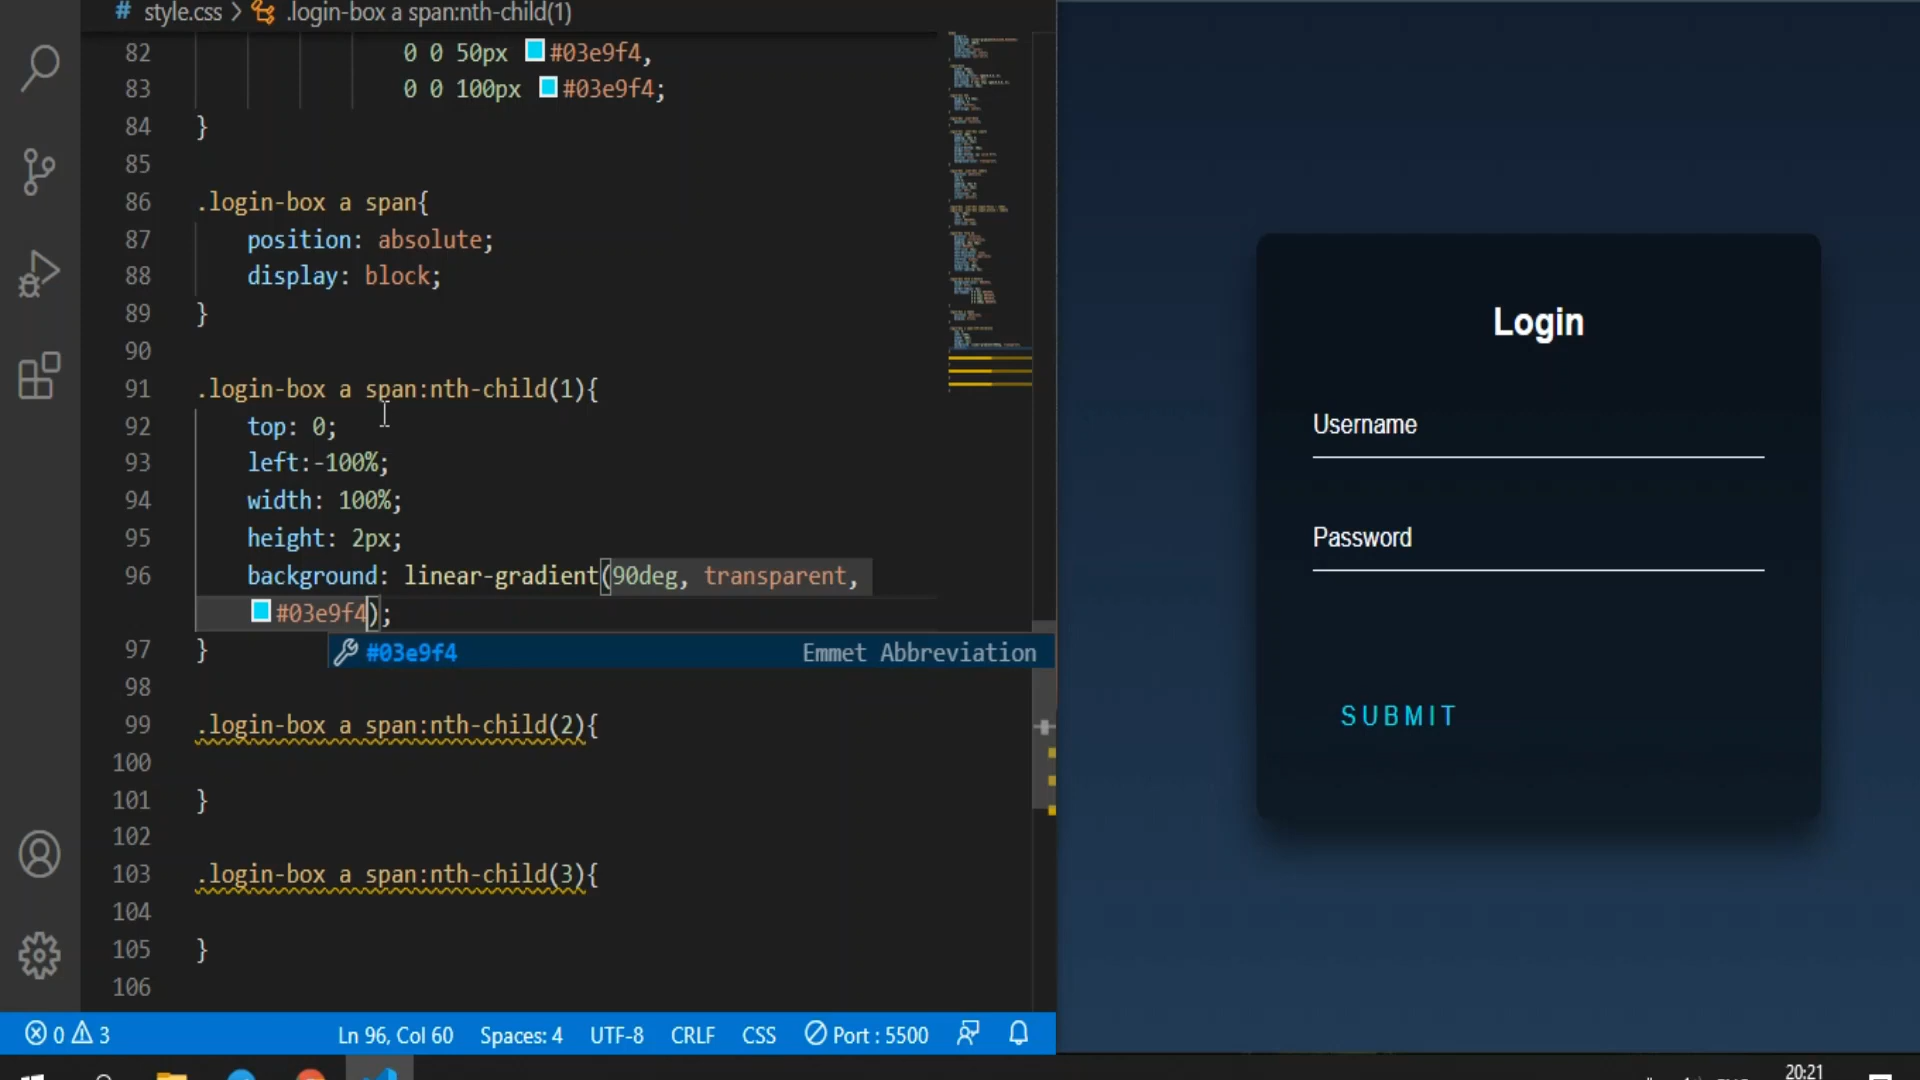 # style.css > .login-box a span:nth-child(1)
82 0 0 50px #03e9f4,
83 0 0 100px #03e9f4;
84 }
85
86 .login-box a span{
87 position: absolute;
88 display: block;
89 }
90
91 .login-box a span:nth-child(1){
92 top: 0;
93 left:-100%;
94 width: 100%;
95 height: 2px;
96 background: linear-gradient(90deg, transparent,
#03e9f4);
97 }
#03e9f4 Emmet Abbreviation
98
99 .login-box a span:nth-child(2){
100
101 }
102
103 .login-box a span:nth-child(3){
104
105 }
106
0 3 Ln 96, Col 60 Spaces: 4 UTF-8 CRLF CSS Port : 5500
Login
Username
Password
SUBMIT
20:21